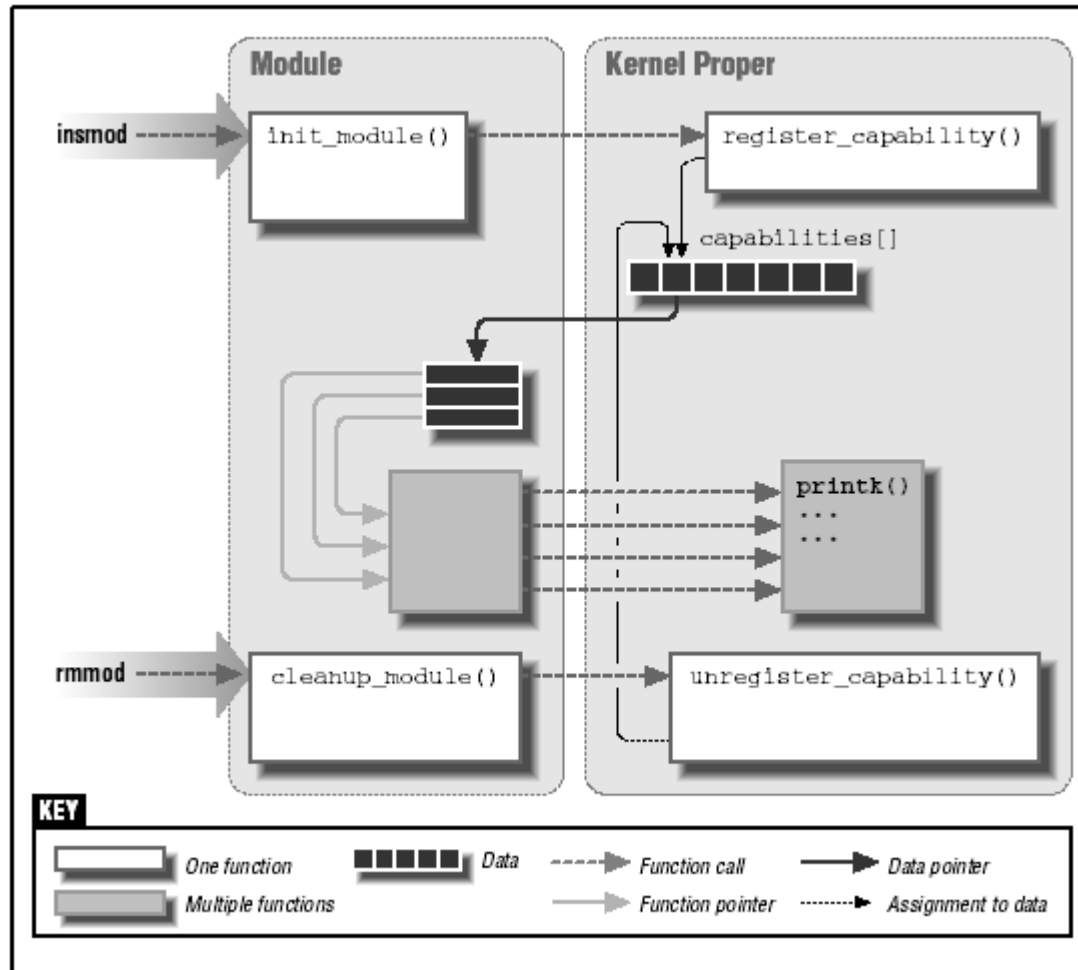 Module
Kernel Proper
insmod
init_module()
register_capability()
capabilities[]
printk()
...
...
rmmod
cleanup_module()
unregister_capability()
KEY
One function
Data
Function call
Data pointer
Multiple functions
Function pointer
Assignment to data